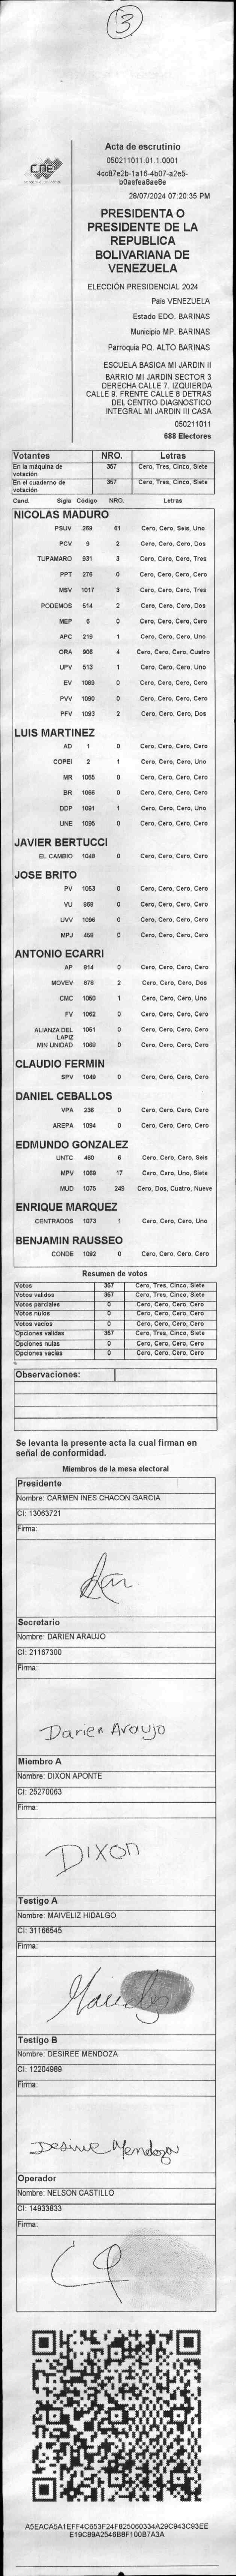 3
CNE
Acta de escrutinio
050211011.01.1.0001
4cc87e2b-1a16-4b07-a2e5-
b0aefea8ae8e
28/07/2024 07:20:35 PM
PRESIDENTA O
PRESIDENTE DE LA
REPUBLICA
BOLIVARIANA DE
VENEZUELA
ELECCIÓN PRESIDENCIAL 2024
Pais VENEZUELA
Estado EDO. BARINAS
Municipio MP. BARINAS
Parroquia PQ. ALTO BARINAS
ESCUELA BASICA MI JARDIN II
BARRIO MI JARDIN SECTOR 3
DERECHA CALLE 7. IZQUIERDA
CALLE 9. FRENTE CALLE 8 DETRAS
DEL CENTRO DIAGNOSTICO
INTEGRAL MI JARDIN III CASA
050211011
688 Electores
Votantes NRO. Letras
En la máquina de votación 367 Cero, Tres, Cinco, Siete
En el cuaderno de votación 357 Cero, Tres, Cinco, Siete
Cand. Sigla Código NRO. Letras
NICOLAS MADURO
PSUV 269 61 Cero, Cero, Seis, Uno
PCV 9 2 Cero, Cero, Cero, Dos
TUPAMARO 931 3 Cero, Cero, Cero, Tres
PPT 276 0 Cero, Cero, Cero, Cero
MSV 1017 3 Cero, Cero, Cero, Tres
PODEMOS 514 2 Cero, Cero, Cero, Dos
MEP 6 0 Cero, Cero, Cero, Cero
APC 219 1 Cero, Cero, Cero, Uno
ORA 906 4 Cero, Cero, Cero, Cuatro
UPV 513 1 Cero, Cero, Cero, Uno
EV 1089 0 Cero, Cero, Cero, Cero
PVV 1090 0 Cero, Cero, Cero, Cero
PFV 1093 2 Cero, Cero, Cero, Dos
LUIS MARTINEZ
AD 1 0 Cero, Cero, Cero, Cero
COPEI 2 1 Cero, Cero, Cero, Uno
MR 1065 0 Cero, Cero, Cero, Cero
BR 1066 0 Cero, Cero, Cero, Cero
DDP 1091 1 Cero, Cero, Cero, Uno
UNE 1095 0 Cero, Cero, Cero, Cero
JAVIER BERTUCCI
EL CAMBIO 1048 0 Cero, Cero, Cero, Cero
JOSE BRITO
PV 1053 0 Cero, Cero, Cero, Cero
VU 868 0 Cero, Cero, Cero, Cero
UVV 1096 0 Cero, Cero, Cero, Cero
MPJ 458 0 Cero, Cero, Cero, Cero
ANTONIO ECARRI
AP 814 0 Cero, Cero, Cero, Cero
MOVEV 878 2 Cero, Cero, Cero, Dos
CMC 1050 1 Cero, Cero, Cero, Uno
FV 1062 0 Cero, Cero, Cero, Cero
ALIANZA DEL LAPIZ 1051 0 Cero, Cero, Cero, Cero
MIN UNIDAD 1068 0 Cero, Cero, Cero, Cero
CLAUDIO FERMIN
SPV 1049 0 Cero, Cero, Cero, Cero
DANIEL CEBALLOS
VPA 236 0 Cero, Cero, Cero, Cero
AREPA 1094 0 Cero, Cero, Cero, Cero
EDMUNDO GONZALEZ
UNTC 460 6 Cero, Cero, Cero, Seis
MPV 1069 17 Cero, Cero, Uno, Siete
MUD 1075 249 Cero, Dos, Cuatro, Nueve
ENRIQUE MARQUEZ
CENTRADOS 1073 1 Cero, Cero, Cero, Uno
BENJAMIN RAUSSEO
CONDE 1092 0 Cero, Cero, Cero, Cero
Resumen de votos
Votos 357 Cero, Tres, Cinco, Siete
Votos validos 357 Cero, Tres, Cinco, Siete
Votos parciales 0 Cero, Cero, Cero, Cero
Votos nulos 0 Cero, Cero, Cero, Cero
Votos vacios 0 Cero, Cero, Cero, Cero
Opciones validas 357 Cero, Tres, Cinco, Siete
Opciones nulas 0 Cero, Cero, Cero, Cero
Opciones vacias 0 Cero, Cero, Cero, Cero
Observaciones:
Se levanta la presente acta la cual firman en
señal de conformidad.
Miembros de la mesa electoral
Presidente
Nombre: CARMEN INES CHACON GARCIA
CI: 13063721
Firma:
Secretario
Nombre: DARIEN ARAUJO
CI: 21167300
Firma:
Darien Araujo
Miembro A
Nombre: DIXON APONTE
CI: 25270063
Firma:
DIXON
Testigo A
Nombre: MAIVELIZ HIDALGO
CI: 31166545
Firma:
Testigo B
Nombre: DESIREE MENDOZA
CI: 12204989
Firma:
Desiree Mendoza
Operador
Nombre: NELSON CASTILLO
CI: 14933833
Firma:
A5EACA5A1EFF4C653F24F825060334A29C943C93EE
E19C89A2546B8F100B7A3A